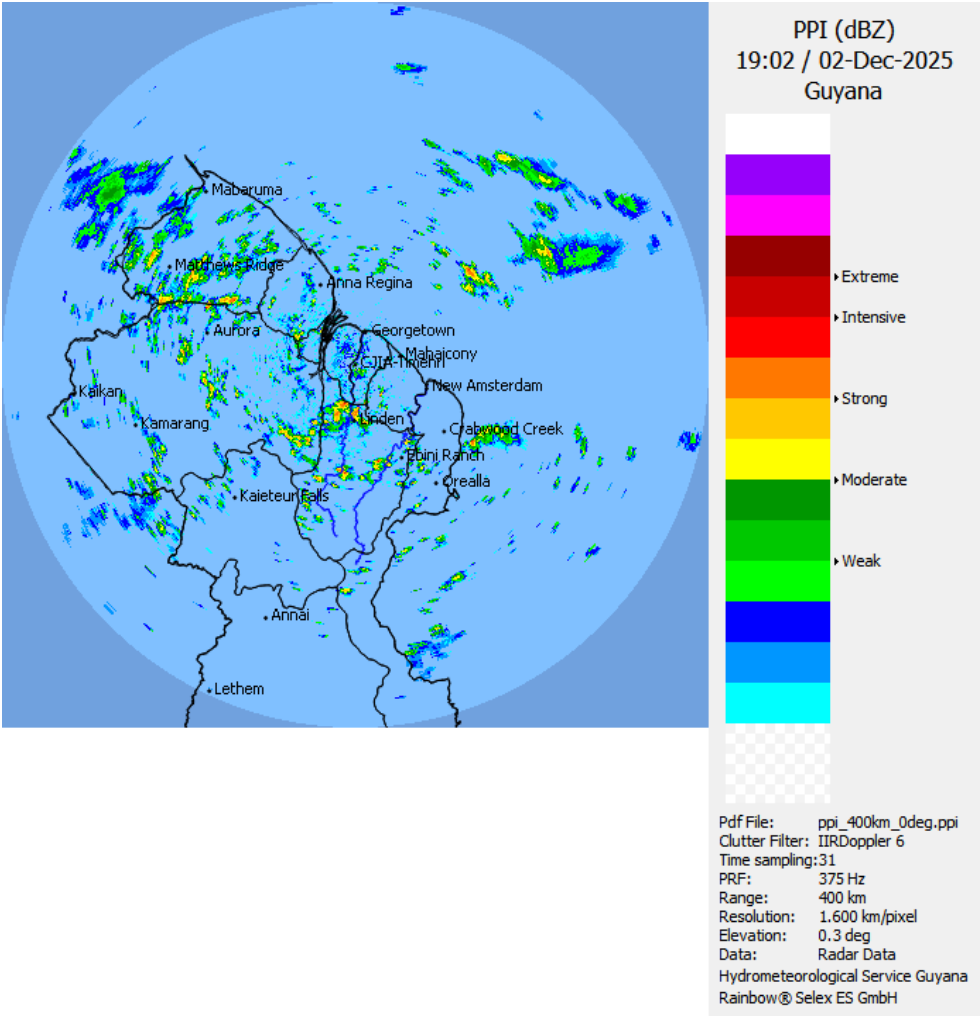 PPI (dBZ)
19:02 / 02-Dec-2025
Guyana
Mabaruma
Matthews Ridge
Anna Regina
Aurora
Georgetown
Mahaicony
CJIA-Timehri
New Amsterdam
Kaikan
Kamarang
Linden
Crabwood Creek
Ebini Ranch
Orealla
Kaieteur Falls
Annai
Lethem
Extreme
Intensive
Strong
Moderate
Weak
Pdf File: ppi_400km_0deg.ppi
Clutter Filter: IIRDoppler 6
Time sampling:31
PRF: 375 Hz
Range: 400 km
Resolution: 1.600 km/pixel
Elevation: 0.3 deg
Data: Radar Data
Hydrometeorological Service Guyana
Rainbow® Selex ES GmbH